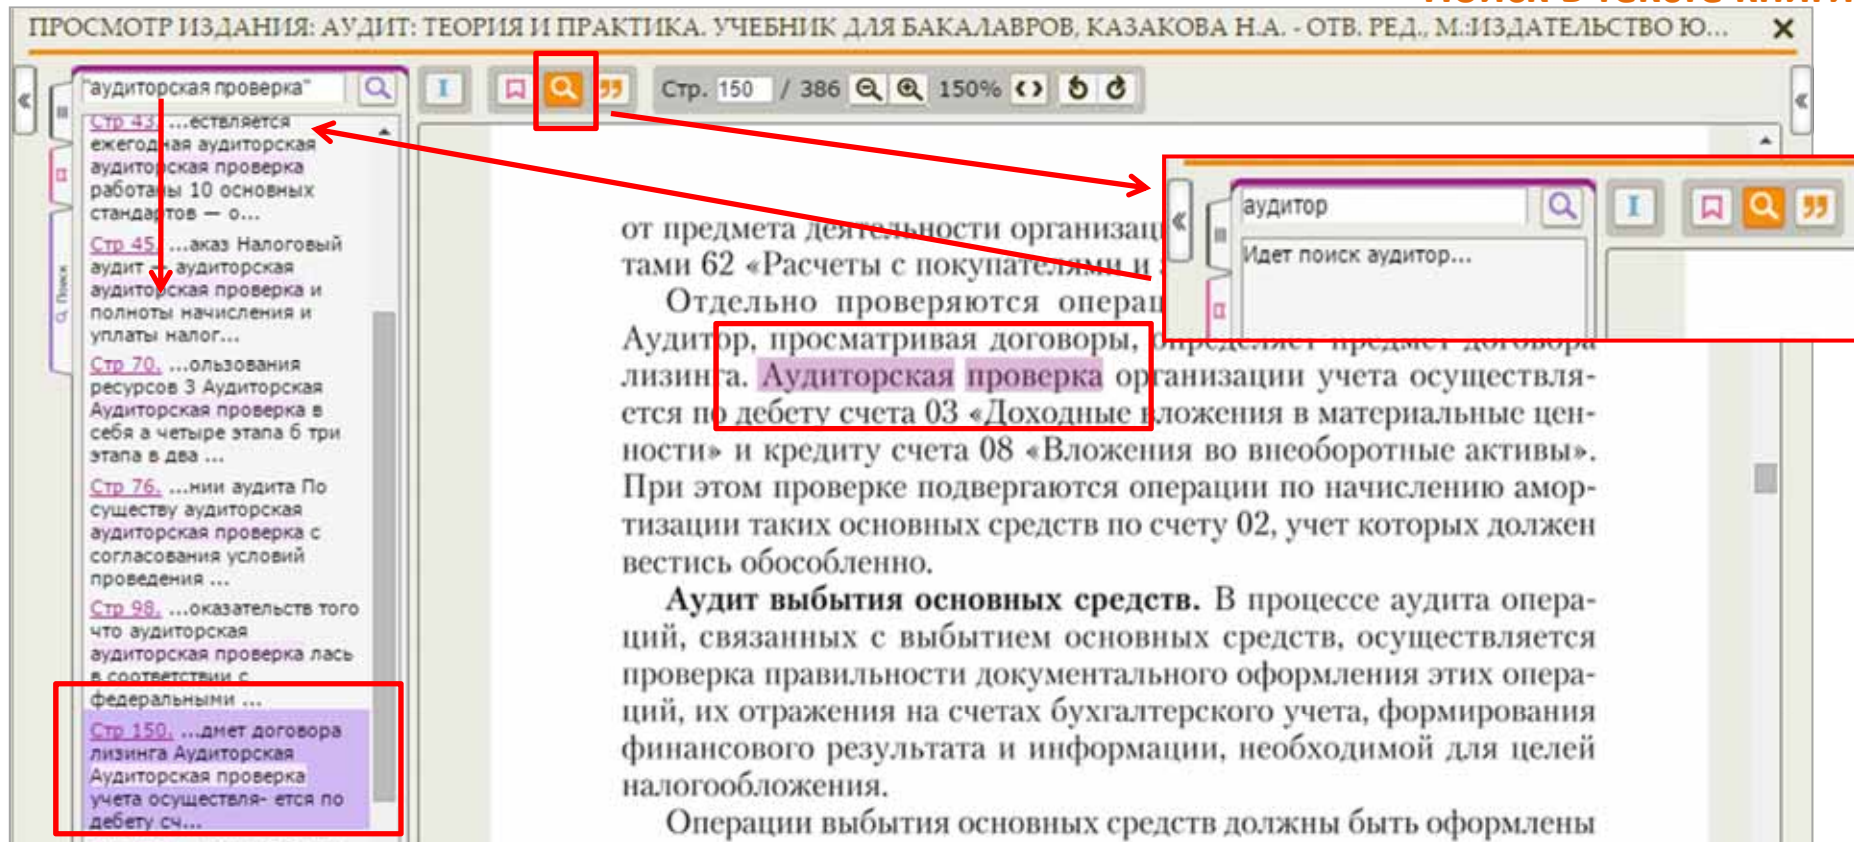 ПРОСМОТР ИЗДАНИЯ: АУДИТ: ТЕОРИЯ И ПРАКТИКА. УЧЕБНИК ДЛЯ БАКАЛАВРОВ, КАЗАКОВА Н.А. - ОТВ. РЕД., М.:ИЗДАТЕЛЬСТВО Ю...
"аудиторская проверка"
Стр. 150 / 386 150%
Стр 43. ...ествляется
ежегодная аудиторская
аудиторская проверка
работаны 10 основных
стандартов — о...
Стр 45. ...аказ Налоговый
аудит — аудиторская
аудиторская проверка и
полноты начисления и
уплаты налог...
Стр 70. ...ользования
ресурсов 3 Аудиторская
Аудиторская проверка в
себя а четыре этапа б три
этапа в два ...
Стр 76. ...нии аудита По
существу аудиторская
аудиторская проверка с
согласования условий
проведения ...
Стр 98. ...оказательств того
что аудиторская
аудиторская проверка лась
в соответствии с
федеральными ...
Стр 150. ...дмет договора
лизинга Аудиторская
Аудиторская проверка
учета осуществля- ется по
дебету сч...
Поиск
от предмета деятельности организац
тами 62 «Расчеты с покупателями и
Отдельно проверяются операц
Аудитор, просматривая договоры, определяет предмет договора
лизинга. Аудиторская проверка организации учета осуществля-
ется по дебету счета 03 «Доходные вложения в материальные цен-
ности» и кредиту счета 08 «Вложения во внеоборотные активы».
При этом проверке подвергаются операции по начислению амор-
тизации таких основных средств по счету 02, учет которых должен
вестись обособленно.
Аудит выбытия основных средств. В процессе аудита опера-
ций, связанных с выбытием основных средств, осуществляется
проверка правильности документального оформления этих опера-
ций, их отражения на счетах бухгалтерского учета, формирования
финансового результата и информации, необходимой для целей
налогообложения.
Операции выбытия основных средств должны быть оформлены
аудитор
Идет поиск аудитор...